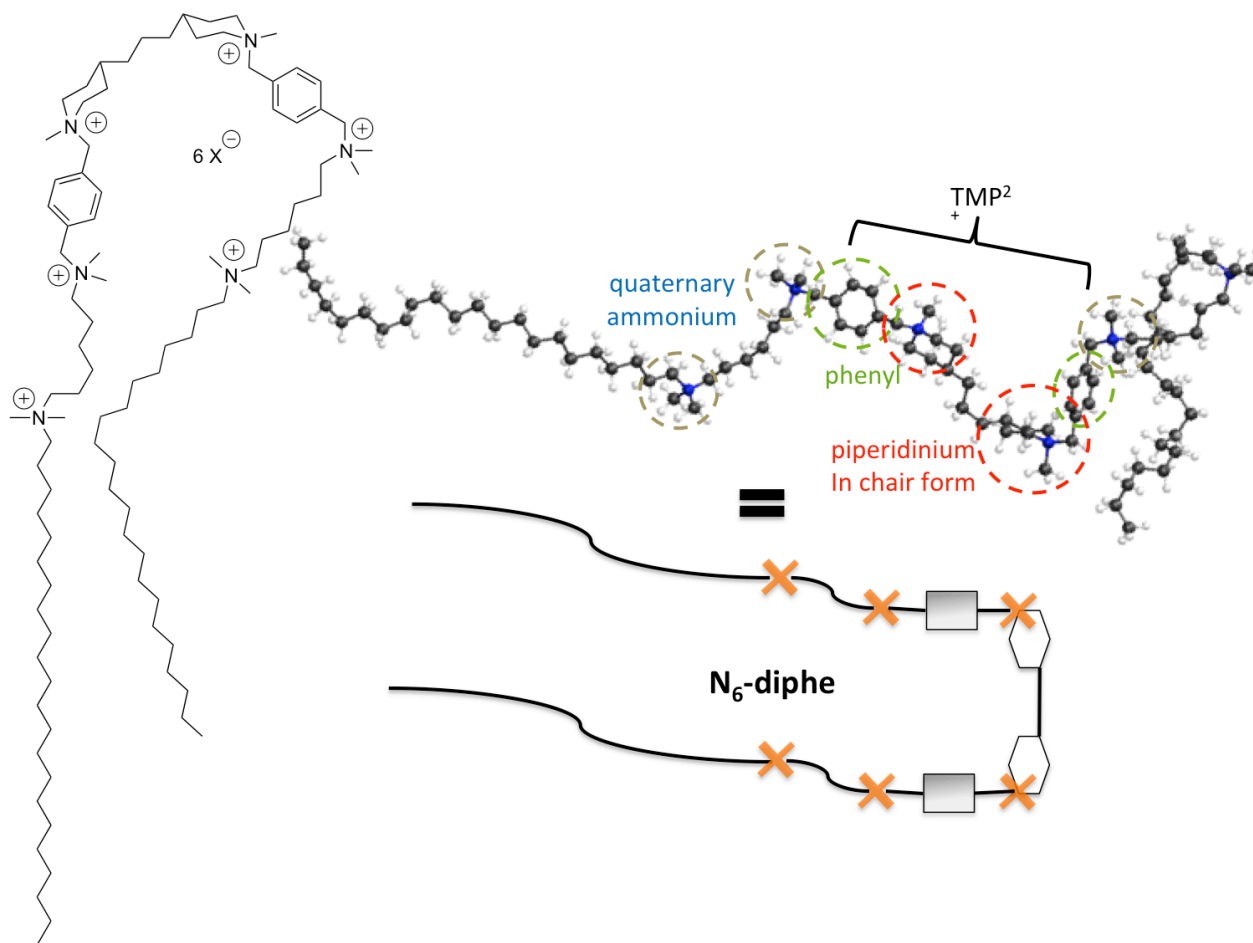 N
⊕
N
⊕
N
⊕
6 X⊖
N
⊕
N
⊕
N
⊕
TMP²
+
quaternary
ammonium
phenyl
piperidinium
In chair form
=
N₆-diphe